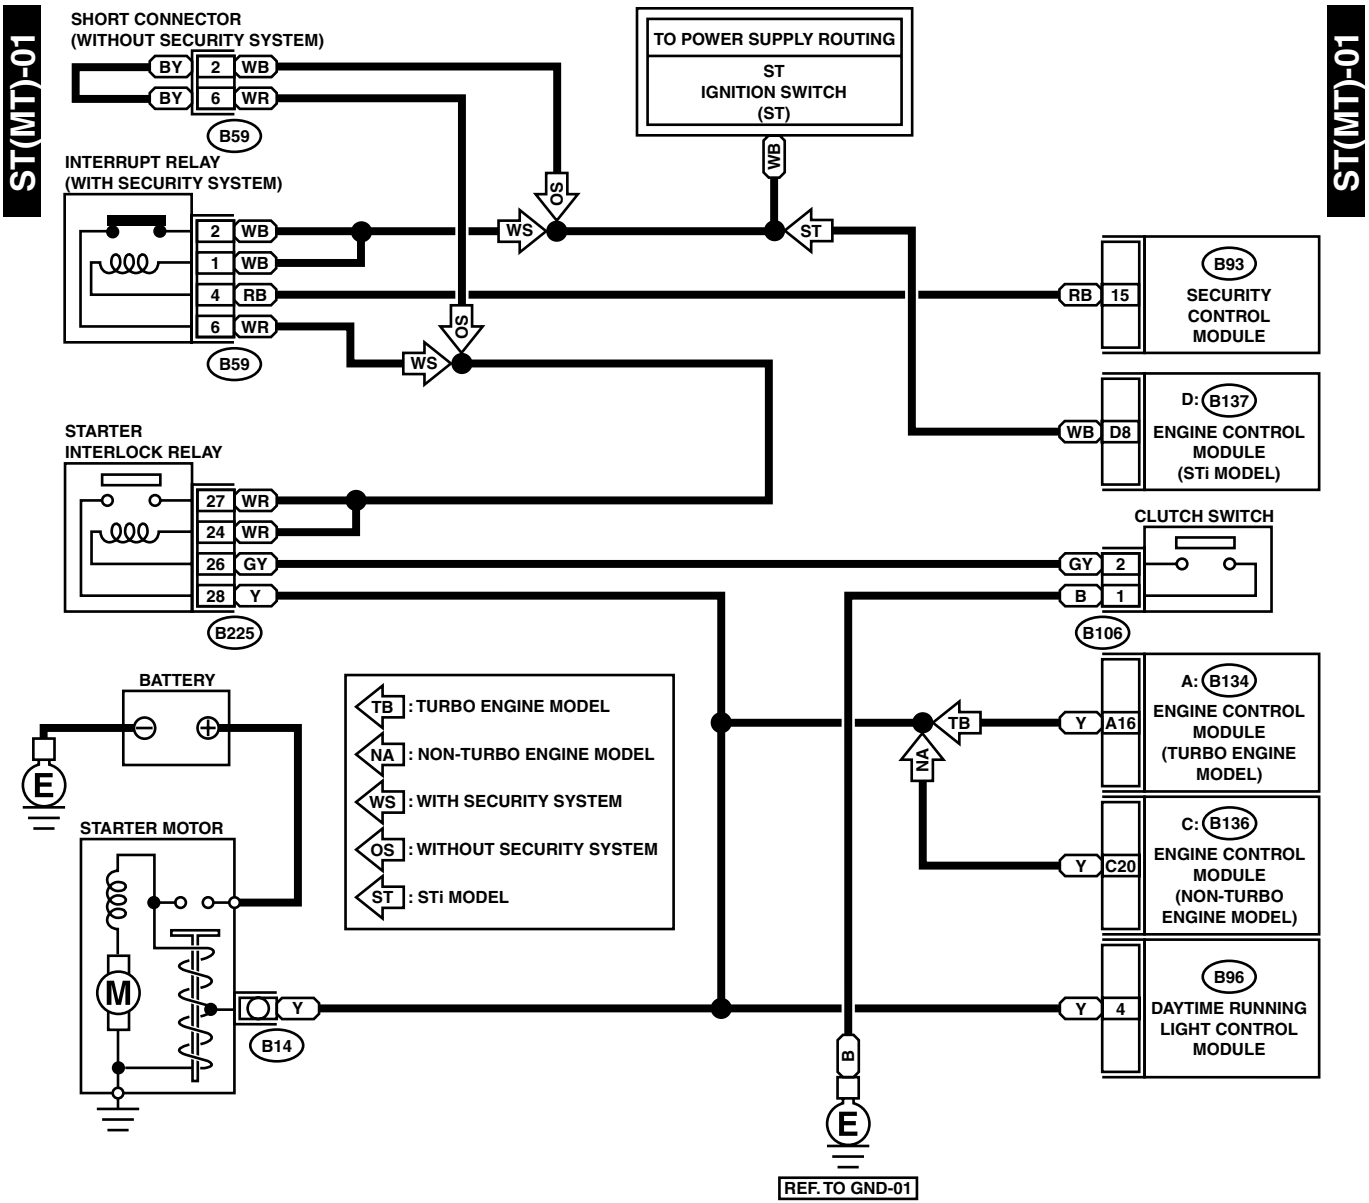 ST(MT)-01
ST(MT)-01
SHORT CONNECTOR
(WITHOUT SECURITY SYSTEM)
BY 2 WB
BY 6 WR
B59
TO POWER SUPPLY ROUTING
ST
IGNITION SWITCH
(ST)
WB
INTERRUPT RELAY
(WITH SECURITY SYSTEM)
2 WB
1 WB
4 RB
6 WR
B59
OS
WS
ST
OS
WS
RB 15
B93
SECURITY
CONTROL
MODULE
WB D8
D: B137
ENGINE CONTROL
MODULE
(STi MODEL)
STARTER
INTERLOCK RELAY
27 WR
24 WR
26 GY
28 Y
B225
CLUTCH SWITCH
GY 2
B 1
B106
BATTERY
E
TB : TURBO ENGINE MODEL
NA : NON-TURBO ENGINE MODEL
WS : WITH SECURITY SYSTEM
OS : WITHOUT SECURITY SYSTEM
ST : STi MODEL
TB
NA
Y A16
A: B134
ENGINE CONTROL
MODULE
(TURBO ENGINE
MODEL)
Y C20
C: B136
ENGINE CONTROL
MODULE
(NON-TURBO
ENGINE MODEL)
STARTER MOTOR
M
Y
B14
Y 4
B96
DAYTIME RUNNING
LIGHT CONTROL
MODULE
B
E
REF. TO GND-01